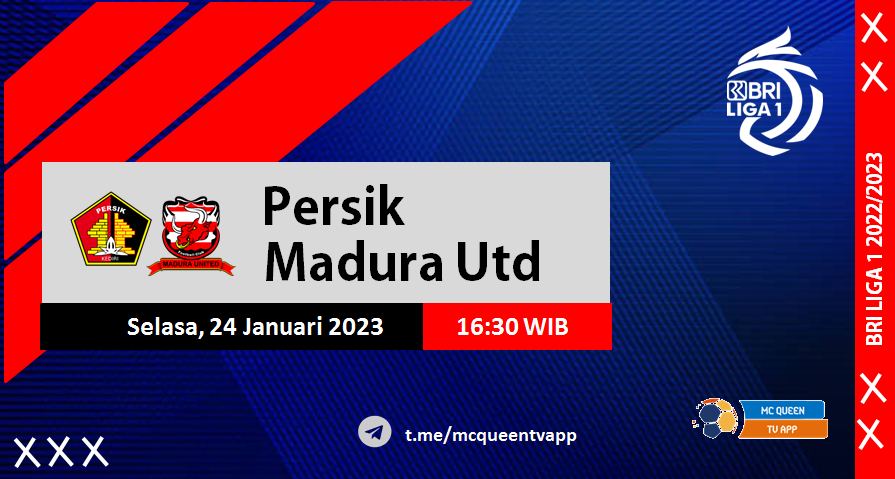 BRI
LIGA 1
PERSIK
KEDIRI
MADURA UNITED
Persik
Madura Utd
Selasa, 24 Januari 2023
16:30 WIB
BRI LIGA 1 2022/2023
t.me/mcqueentvapp
MC QUEEN
TV APP
XXX